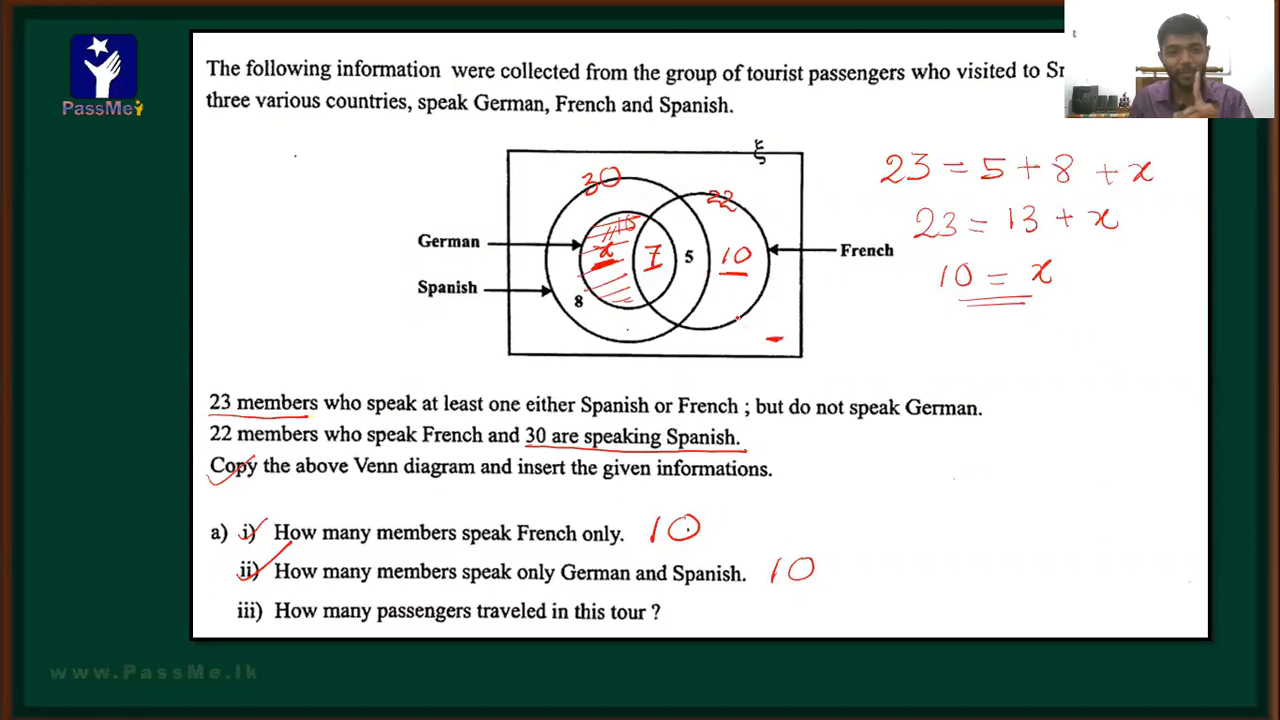 PassMe
The following information were collected from the group of tourist passengers who visited to Sr
three various countries, speak German, French and Spanish.
ξ
30
22
German
Spanish
French
x
15
7
5
10
8
23 = 5 + 8 + x
23 = 13 + x
10 = x
23 members who speak at least one either Spanish or French ; but do not speak German.
22 members who speak French and 30 are speaking Spanish.
Copy the above Venn diagram and insert the given informations.
a) i) How many members speak French only. 10
ii) How many members speak only German and Spanish. 10
iii) How many passengers traveled in this tour ?
www.PassMe.lk